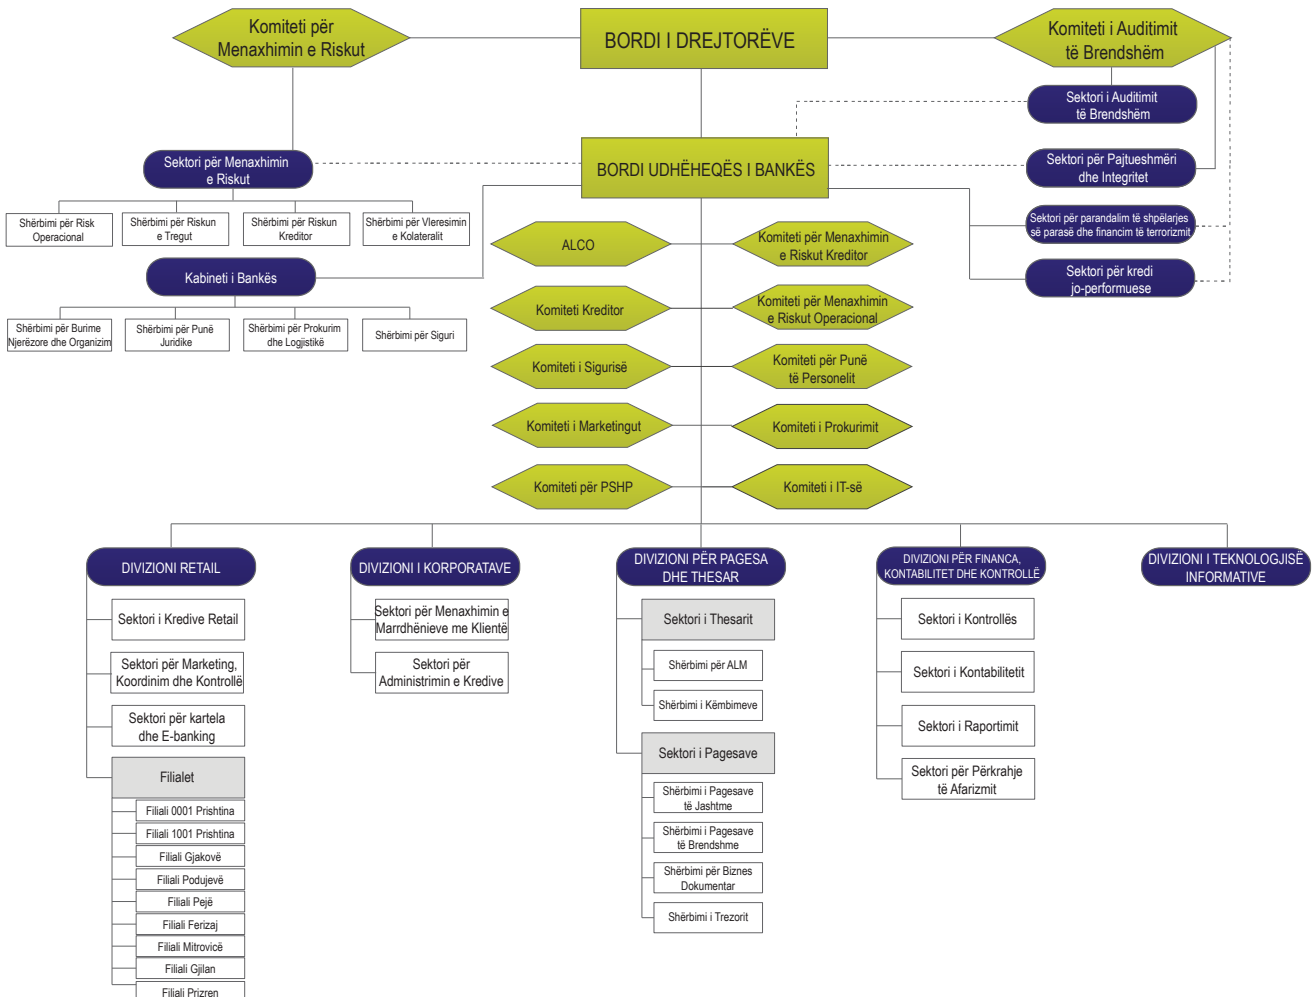 Komiteti për
Menaxhimin e Riskut
BORDI I DREJTORËVE
Komiteti i Auditimit
të Brendshëm
Sektori i Auditimit
të Brendshëm
Sektori për Menaxhimin
e Riskut
BORDI UDHËHEQËS I BANKËS
Sektori për Pajtueshmëri
dhe Integritet
Shërbimi për Risk
Operacional
Shërbimi për Riskun
e Tregut
Shërbimi për Riskun
Kreditor
Shërbimi për Vleresimin
e Kolateralit
Sektori për parandalim të shpëlarjes
së parasë dhe financim të terrorizmit
Kabineti i Bankës
Sektori për kredi
jo-performuese
Shërbimi për Burime
Njerëzore dhe Organizim
Shërbimi për Punë
Juridike
Shërbimi për Prokurim
dhe Logjistikë
Shërbimi për Siguri
ALCO
Komiteti për Menaxhimin
e Riskut Kreditor
Komiteti Kreditor
Komiteti për Menaxhimin
e Riskut Operacional
Komiteti i Sigurisë
Komiteti për Punë
të Personelit
Komiteti i Marketingut
Komiteti i Prokurimit
Komiteti për PSHP
Komiteti i IT-së
DIVIZIONI RETAIL
Sektori i Kredive Retail
Sektori për Marketing,
Koordinim dhe Kontrollë
Sektori për kartela
dhe E-banking
Filialet
Filiali 0001 Prishtina
Filiali 1001 Prishtina
Filiali Gjakovë
Filiali Podujevë
Filiali Pejë
Filiali Ferizaj
Filiali Mitrovicë
Filiali Gjilan
Filiali Prizren
DIVIZIONI I KORPORATAVE
Sektori për Menaxhimin e
Marrdhënieve me Klientë
Sektori për
Administrimin e Kredive
DIVIZIONI PËR PAGESA
DHE THESAR
Sektori i Thesarit
Shërbimi për ALM
Shërbimi i Këmbimeve
Sektori i Pagesave
Shërbimi i Pagesave
të Jashtme
Shërbimi i Pagesave
të Brendshme
Shërbimi për Biznes
Dokumentar
Shërbimi i Trezorit
DIVIZIONI PËR FINANCA,
KONTABILITET DHE KONTROLLË
Sektori i Kontrollës
Sektori i Kontabilitetit
Sektori i Raportimit
Sektori për Përkrahje
të Afarizmit
DIVIZIONI I TEKNOLOGJISË
INFORMATIVE